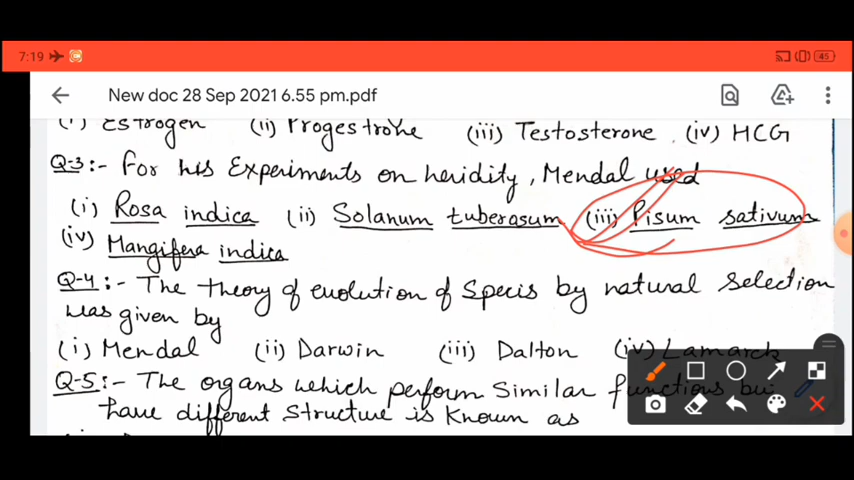 7:19
45
New doc 28 Sep 2021 6.55 pm.pdf
(i) Estrogen (ii) Progestrone (iii) Testosterone . (iv) HCG
Q-3:- For his Experiments on heridity, Mendal used
(i) Rosa indica (ii) Solanum tuberasum (iii) Pisum sativum
(iv) Mangifera indica
Q-4:- The theory of evolution of Specis by natural Selection
was given by
(i) Mendal (ii) Darwin (iii) Dalton (iv) Lamarck
Q-5:- The organs which perform Similar functions but
have different Structure is Known as